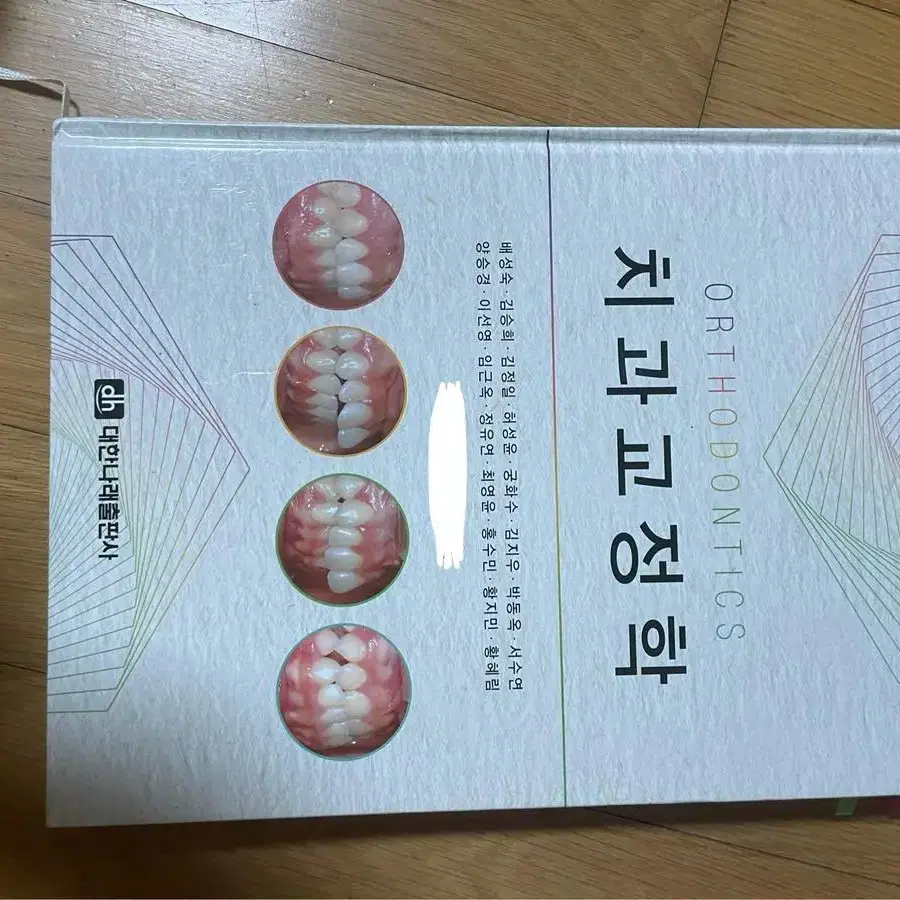 ORTHODONTICS
치과교정학
배성숙 · 김승희 · 김정일 · 허성윤 · 궁화수 · 김지우 · 박동옥 · 서수연
양승경 · 이선영 · 임근옥 · 정유연 · 최영윤 · 홍수민 · 황지민 · 황혜림
dh 대한나래출판사